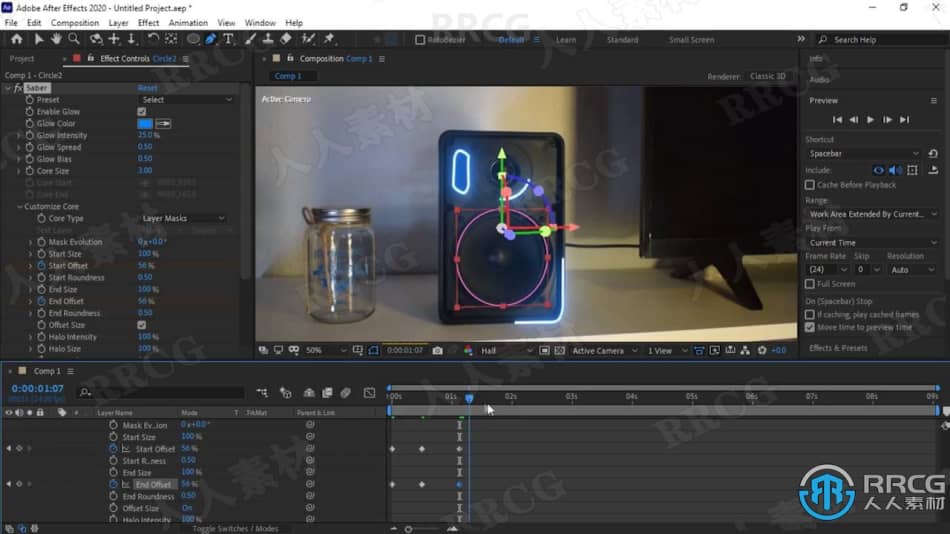 Adobe After Effects 2020 - Untitled Project.aep *
File Edit Composition Layer Effect Animation View Window Help
RotoBezier Default Learn Standard Small Screen Search Help
Project Effect Controls Circle2 Composition Comp 1 Info
Comp 1 - Circle2 Comp 1 Renderer: Classic 3D
fx Saber Reset
Preset Select
Enable Glow
Glow Color
Glow Intensity 25.0 %
Glow Spread 0.50
Glow Bias 0.50
Core Size 3.00
Core Start
Core End
Customize Core
Core Type Layer Masks
Mask Evolution 0 x+0.0°
Start Size 100 %
Start Offset 56 %
Start Roundness 0.50
End Size 100 %
End Offset 56 %
End Roundness 0.50
Offset Size
Halo Intensity 100 %
Halo Size 100 %
Active Camera
50% 0:00:01:07 Half Active Camera 1 View +0.0
Audio
Preview
Shortcut
Spacebar
Include:
Cache Before Playback
Range:
Work Area Extended By Current...
Play From
Current Time
Frame Rate Skip Resolution
(24) 0 Auto
Full Screen
On (Spacebar) Stop:
If caching, play cached frames
Move time to preview time
Effects & Presets
Comp 1
0:00:01:07
:00s 01s 02s 03s 04s 05s 06s 07s 08s 09s
# Layer Name Mode T .TrkMat Parent & Link
Mask Ev...ion 0 x+0.0°
Start Size 100 %
Start Offset 56 %
Start R...ness 0.50
End Size 100 %
End Offset 56 %
End Roundness 0.50
Offset Size On
Halo Intensity 100 %
Toggle Switches / Modes
RRCG
人人素材